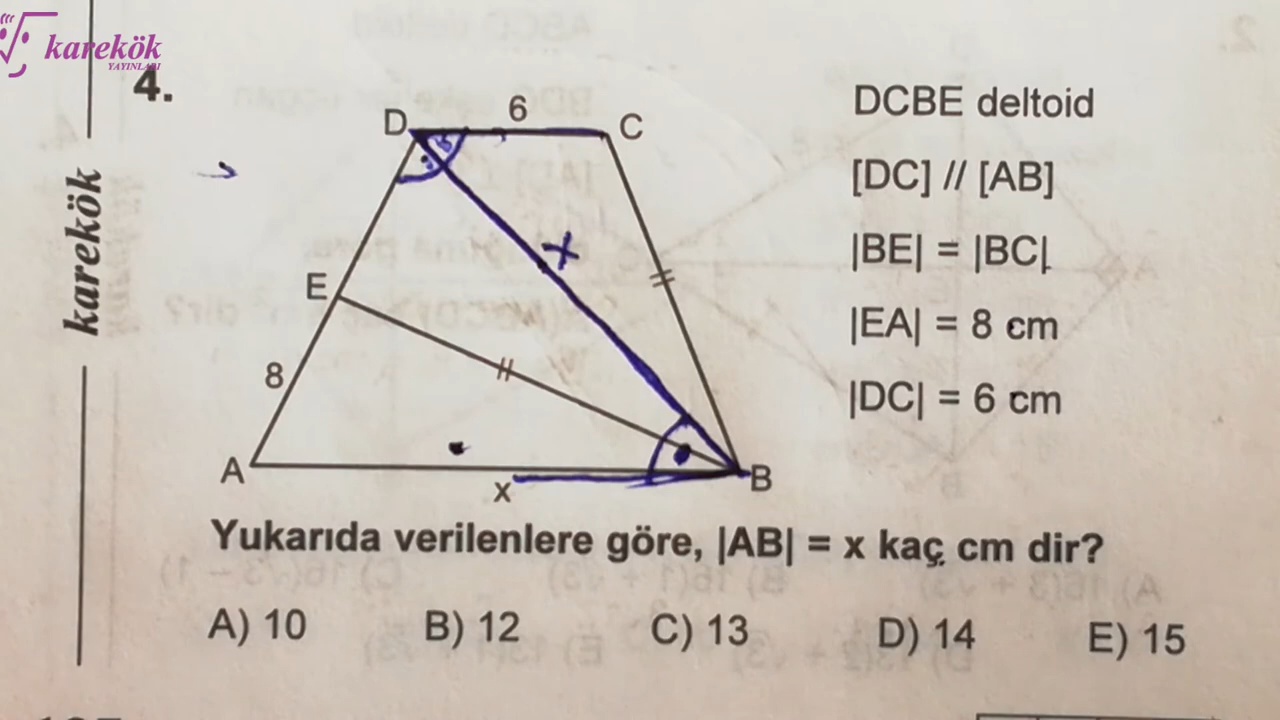 karekök
YAYINLARI
4.
karekök
D
6
C
x
E
8
A
B
x
DCBE deltoid
[DC] // [AB]
|BE| = |BC|
|EA| = 8 cm
|DC| = 6 cm
Yukarıda verilenlere göre, |AB| = x kaç cm dir?
A) 10 B) 12 C) 13 D) 14 E) 15